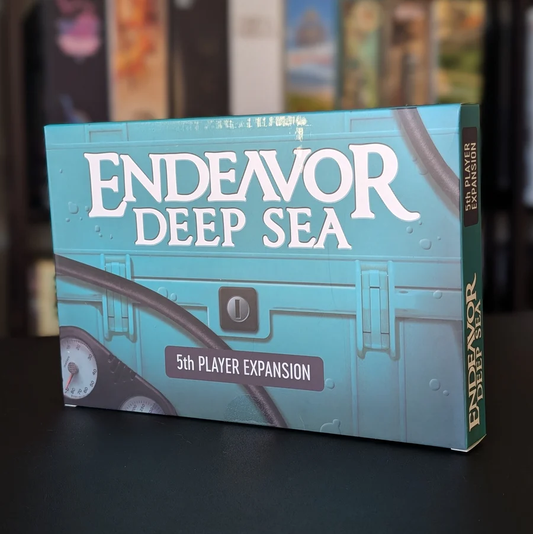 ENDEAVOR
DEEP SEA
5th PLAYER EXPANSION
5th PLAYER
EXPANSION
ENDEAVOR
DEEP SEA